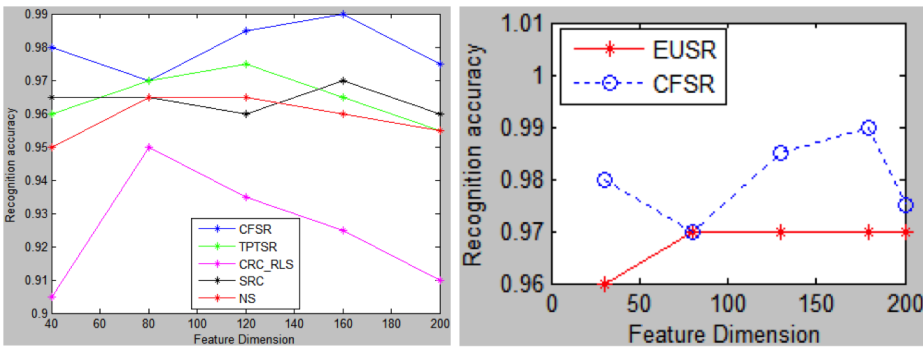 0.99
0.98
0.97
0.96
0.95
0.94
0.93
0.92
0.91
0.9
Recognition accuracy
CFSR
TPTSR
CRC_RLS
SRC
NS
40 60 80 100 120 140 160 180 200
Feature Dimension
1.01
1
0.99
0.98
0.97
0.96
Recognition accuracy
EUSR
CFSR
0 50 100 150 200
Feature Dimension